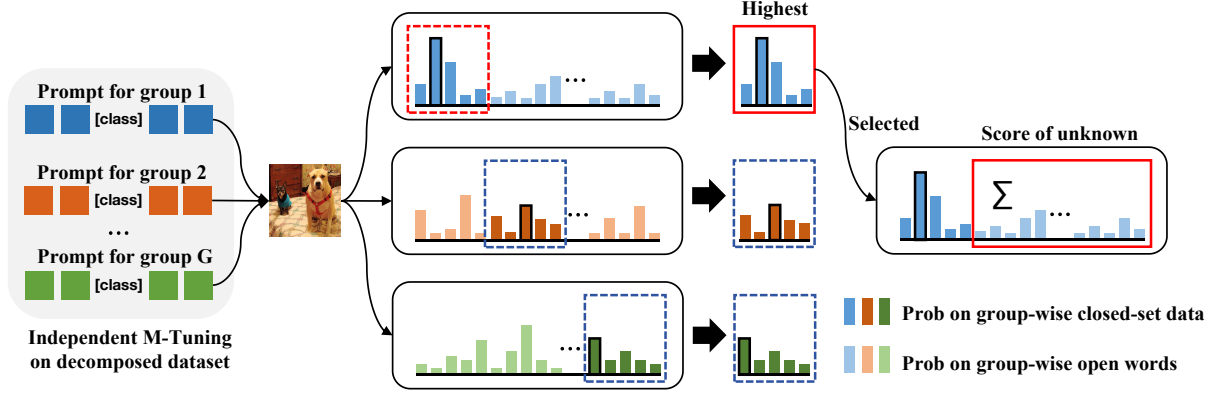 Prompt for group 1
[class]
Prompt for group 2
[class]
...
Prompt for group G
[class]
Independent M-Tuning
on decomposed dataset
...
...
...
Highest
Selected
Score of unknown
Σ
...
Prob on group-wise closed-set data
Prob on group-wise open words